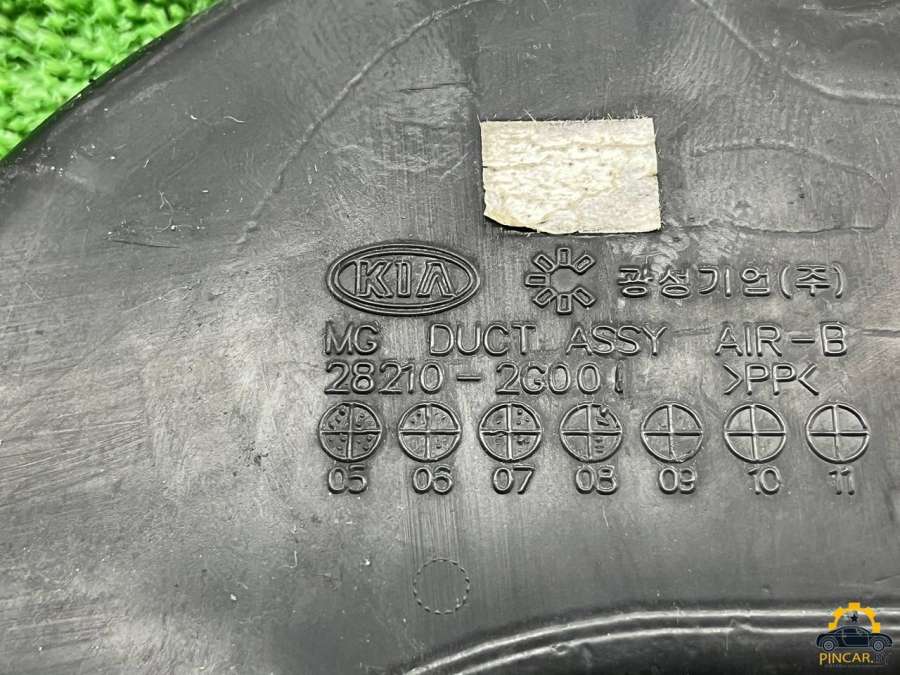 KIA 광성기업(주)
MG DUCT ASSY AIR-B
28210-2G001 >PP<
05 06 07 08 09 10 11
PINCAR.BY